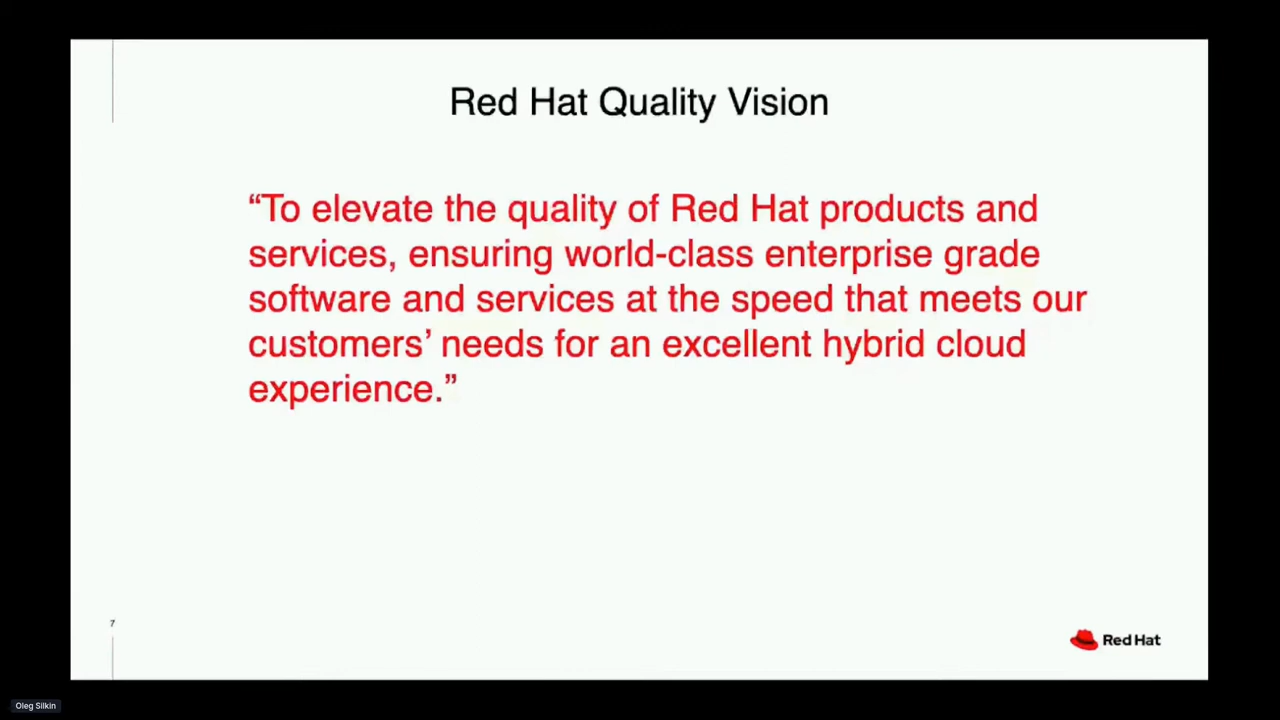 Red Hat Quality Vision
“To elevate the quality of Red Hat products and
services, ensuring world-class enterprise grade
software and services at the speed that meets our
customers’ needs for an excellent hybrid cloud
experience.”
7
Red Hat
Oleg Silkin